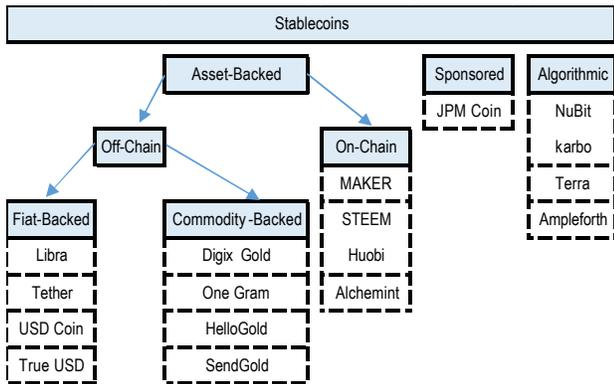 Stablecoins
Asset-Backed
Sponsored
Algorithmic
JPM Coin
NuBit
karbo
Terra
Ampleforth
Off-Chain
On-Chain
MAKER
STEEM
Huobi
Alchemint
Fiat-Backed
Libra
Tether
USD Coin
True USD
Commodity-Backed
Digix Gold
One Gram
HelloGold
SendGold